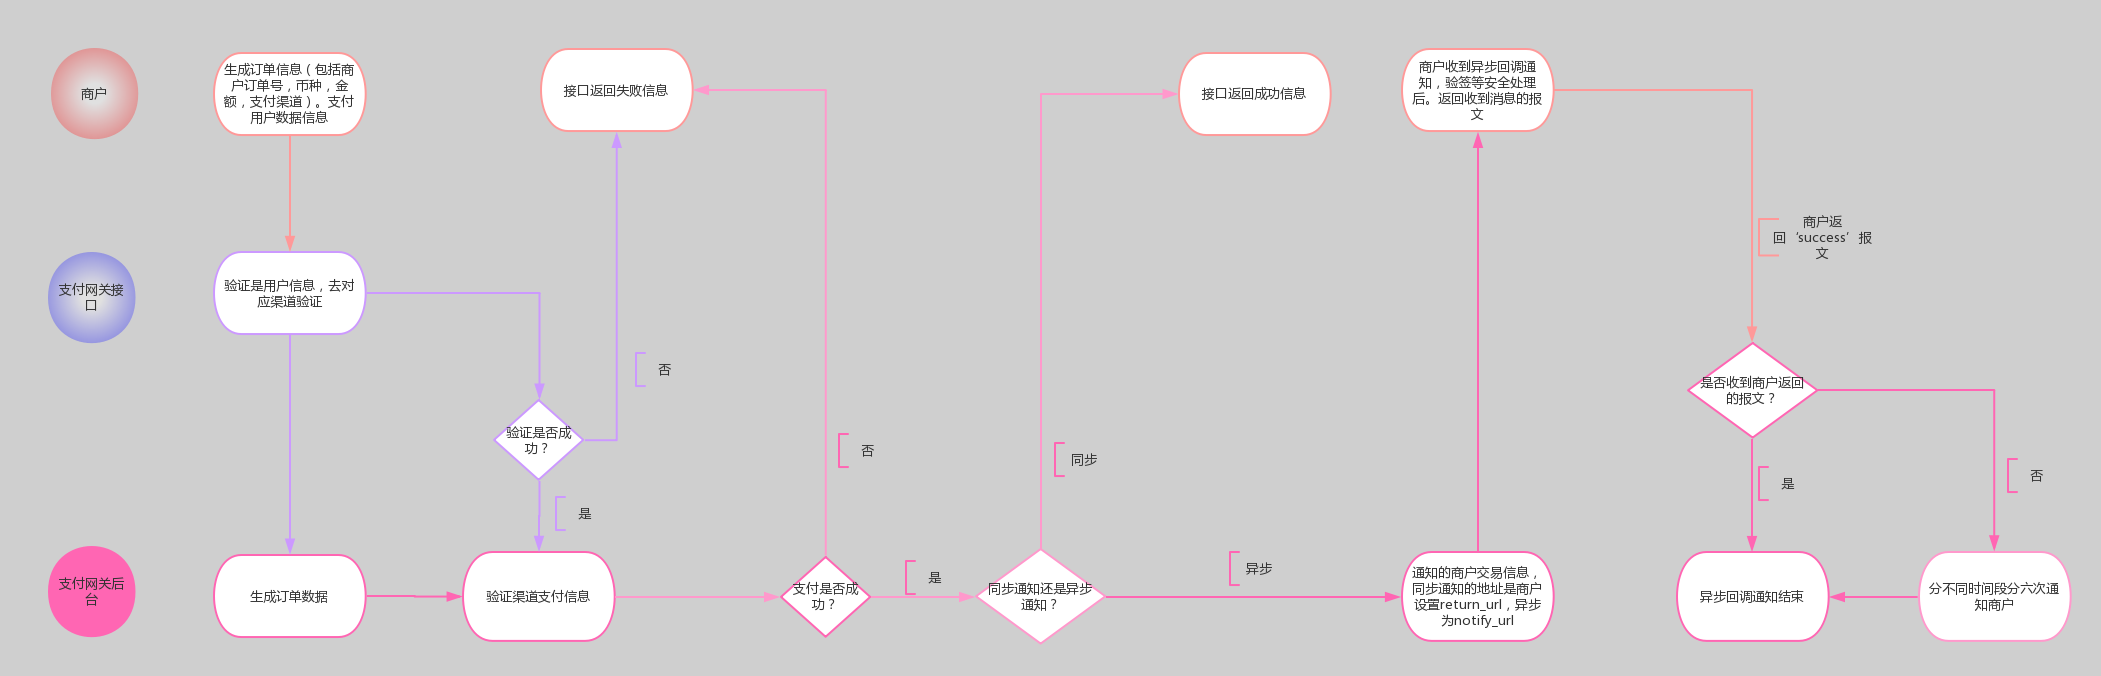 商户
生成订单信息（包括商
户订单号，币种，金
额，支付渠道）。支付
用户数据信息
接口返回失败信息
接口返回成功信息
商户收到异步回调通
知，验签等安全处理
后。返回收到消息的报
文
商户返
回‘success’报
文
支付网关接
口
验证是用户信息，去对
应渠道验证
否
验证是否成
功？
是
否
同步
是否收到商户返回
的报文？
是
否
支付网关后
台
生成订单数据
验证渠道支付信息
支付是否成
功？
是
同步通知还是异步
通知？
异步
通知的商户交易信息，
同步通知的地址是商户
设置return_url，异步
为notify_url
异步回调通知结束
分不同时间段分六次通
知商户